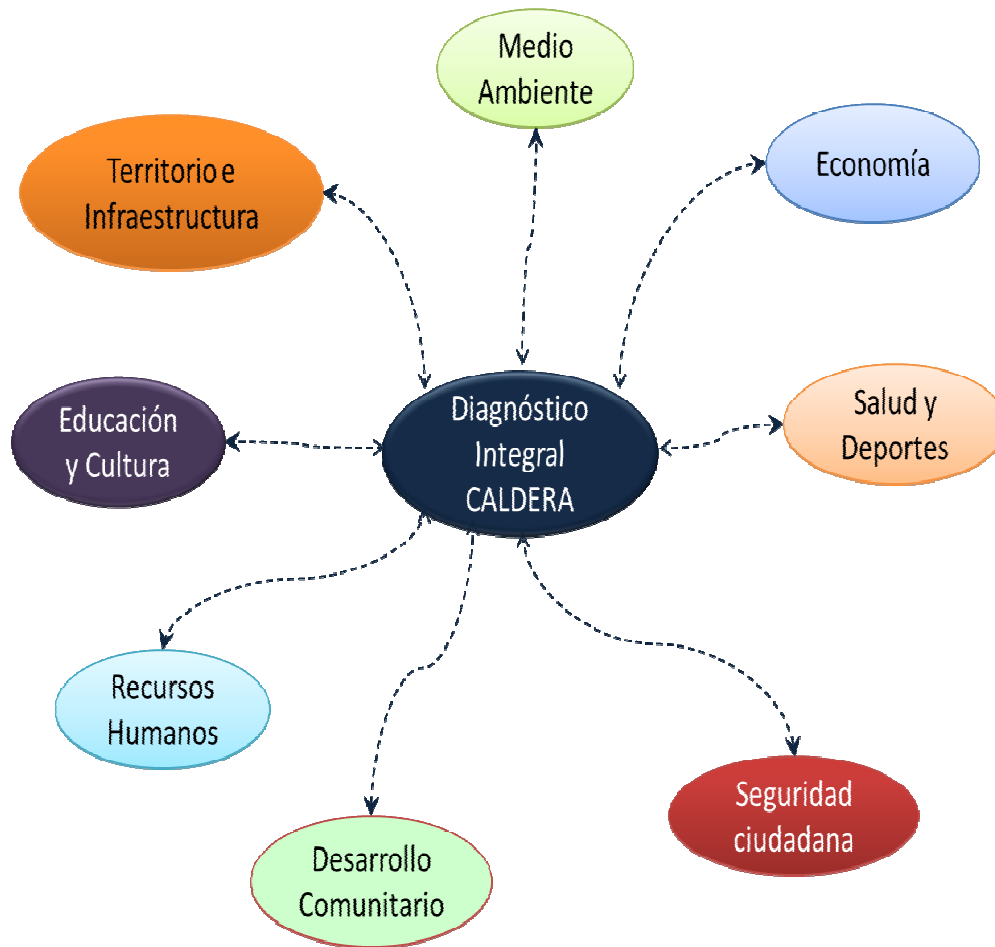 Medio
Ambiente
Economía
Territorio e
Infraestructura
Salud y
Deportes
Diagnóstico
Integral
CALDERA
Educación
y Cultura
Recursos
Humanos
Seguridad
ciudadana
Desarrollo
Comunitario